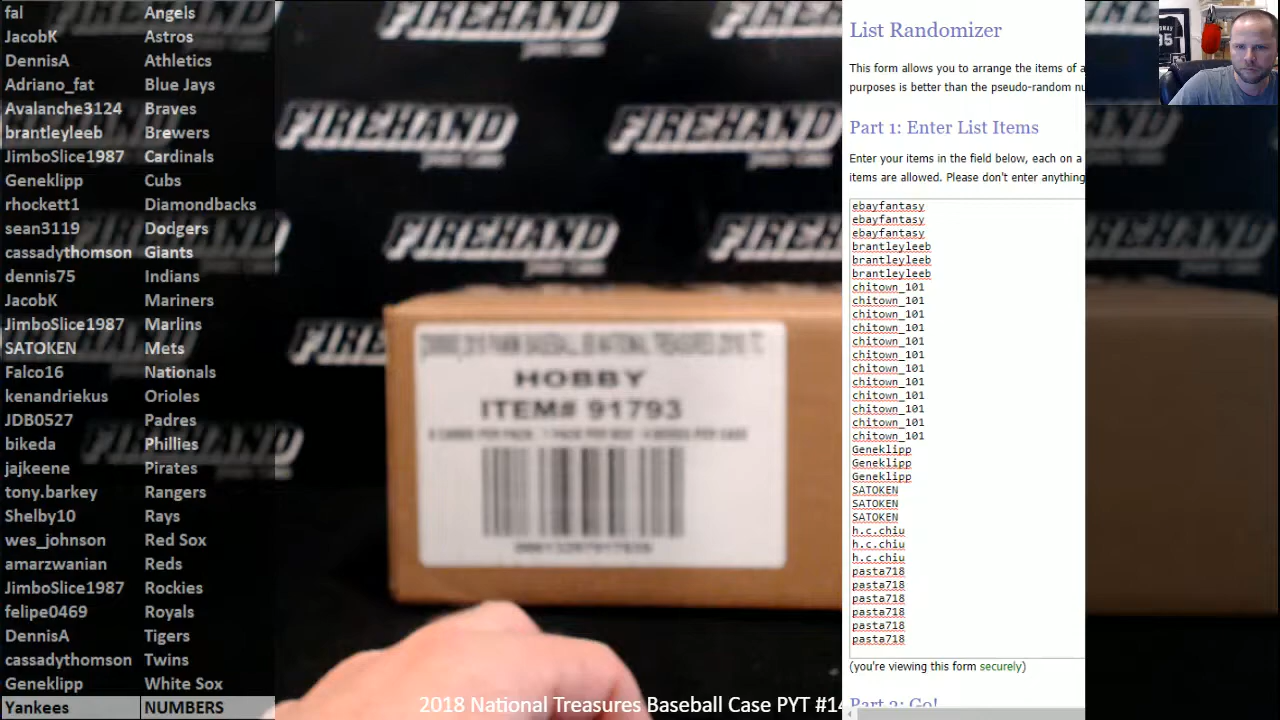 fal Angels
JacobK Astros
DennisA Athletics
Adriano_fat Blue Jays
Avalanche3124 Braves
brantleyleeb Brewers
JimboSlice1987 Cardinals
Geneklipp Cubs
rhockett1 Diamondbacks
sean3119 Dodgers
cassadythomson Giants
dennis75 Indians
JacobK Mariners
JimboSlice1987 Marlins
SATOKEN Mets
Falco16 Nationals
kenandriekus Orioles
JDB0527 Padres
bikeda Phillies
jajkeene Pirates
tony.barkey Rangers
Shelby10 Rays
wes_johnson Red Sox
amarzwanian Reds
JimboSlice1987 Rockies
felipe0469 Royals
DennisA Tigers
cassadythomson Twins
Geneklipp White Sox
Yankees NUMBERS
FIREHAND
FIREHAND
FIREHAND
FIREHAND
FIREHAND
HOBBY
ITEM# 91793
2018 National Treasures Baseball Case PYT #14
List Randomizer
This form allows you to arrange the items of a
purposes is better than the pseudo-random nu
Part 1: Enter List Items
Enter your items in the field below, each on a
items are allowed. Please don't enter anything
ebayfantasy
ebayfantasy
ebayfantasy
brantleyleeb
brantleyleeb
brantleyleeb
chitown_101
chitown_101
chitown_101
chitown_101
chitown_101
chitown_101
chitown_101
chitown_101
chitown_101
chitown_101
chitown_101
chitown_101
Geneklipp
Geneklipp
Geneklipp
SATOKEN
SATOKEN
SATOKEN
h.c.chiu
h.c.chiu
h.c.chiu
pasta718
pasta718
pasta718
pasta718
pasta718
pasta718
(you're viewing this form securely)
Part 2: Go!